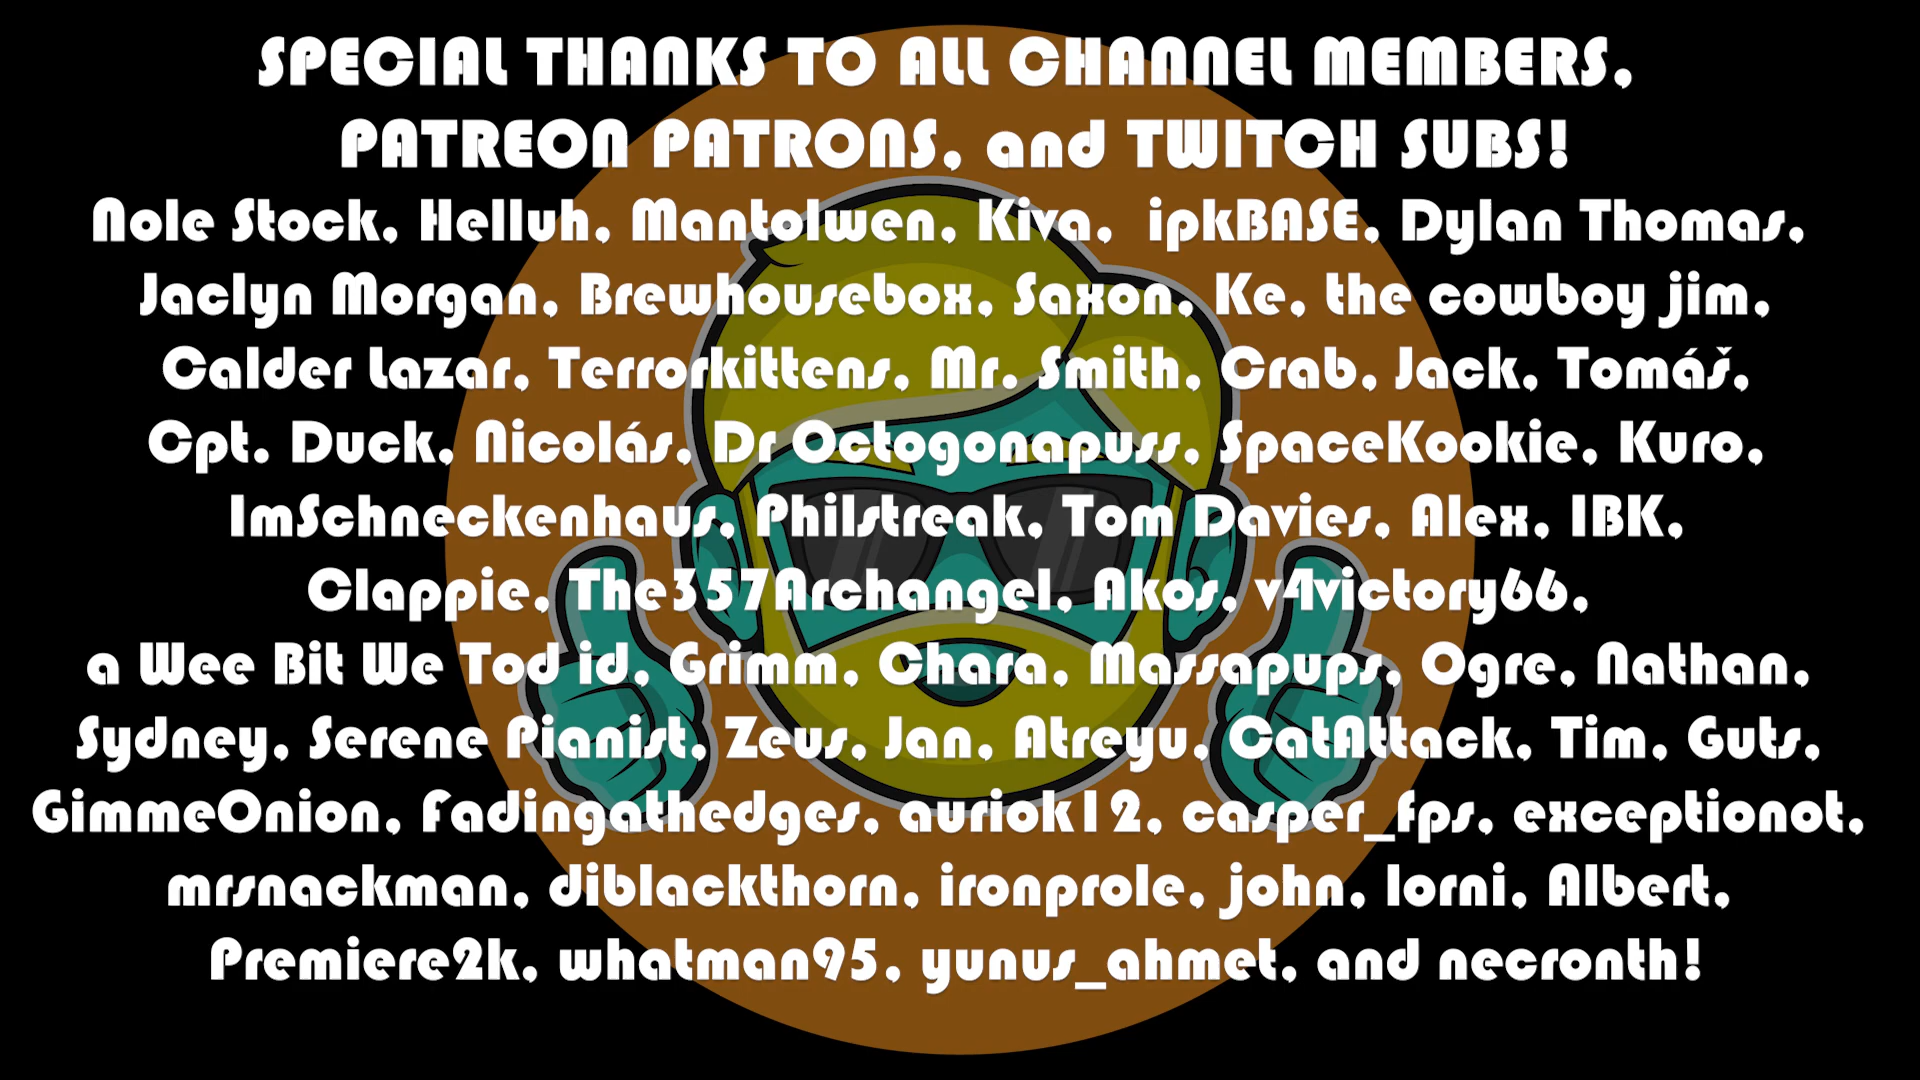 SPECIAL THANKS TO ALL CHANNEL MEMBERS,
PATREON PATRONS, and TWITCH SUBS!
Nole Stock, Helluh, Mantolwen, Kiva, ipkBASE, Dylan Thomas,
Jaclyn Morgan, Brewhousebox, Saxon, Ke, the cowboy jim,
Calder Lazar, Terrorkittens, Mr. Smith, Crab, Jack, Tomáš,
Cpt. Duck, Nicolás, Dr Octogonapuss, SpaceKookie, Kuro,
ImSchneckenhaus, Philstreak, Tom Davies, Alex, IBK,
Clappie, The357Archangel, Akos, v4victory66,
a Wee Bit We Tod id, Grimm, Chara, Massapups, Ogre, Nathan,
Sydney, Serene Pianist, Zeus, Jan, Atreyu, CatAttack, Tim, Guts,
GimmeOnion, Fadingathedges, auriok12, casper_fps, exceptionot,
mrsnackman, diblackthorn, ironprole, john, lorni, Albert,
Premiere2k, whatman95, yunus_ahmet, and necronth!